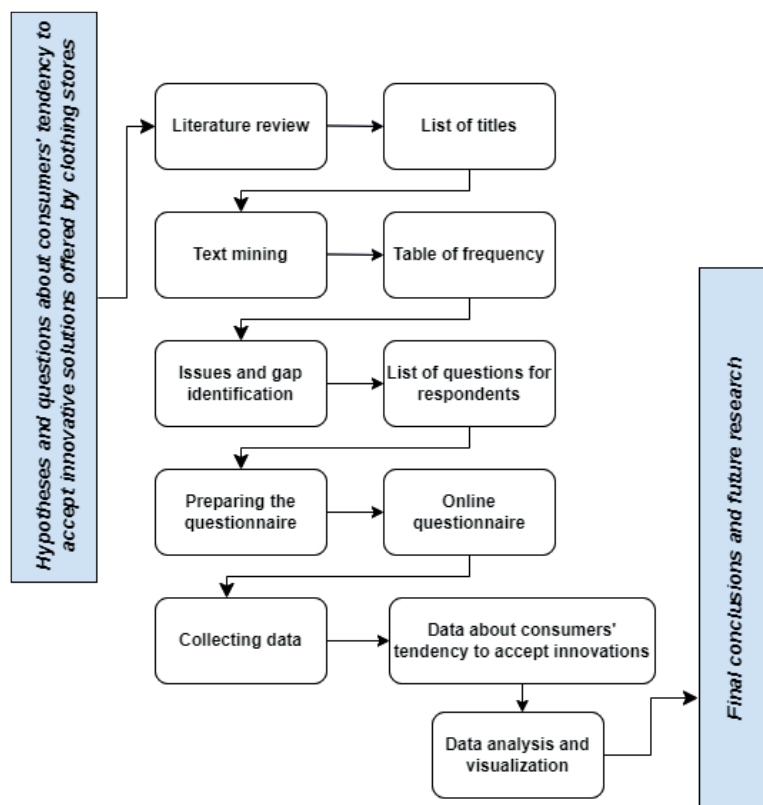 Hypotheses and questions about consumers' tendency to
accept innovative solutions offered by clothing stores
Literature review
List of titles
Text mining
Table of frequency
Issues and gap
identification
List of questions for
respondents
Preparing the
questionnaire
Online
questionnaire
Collecting data
Data about consumers'
tendency to accept innovations
Data analysis and
visualization
Final conclusions and future research